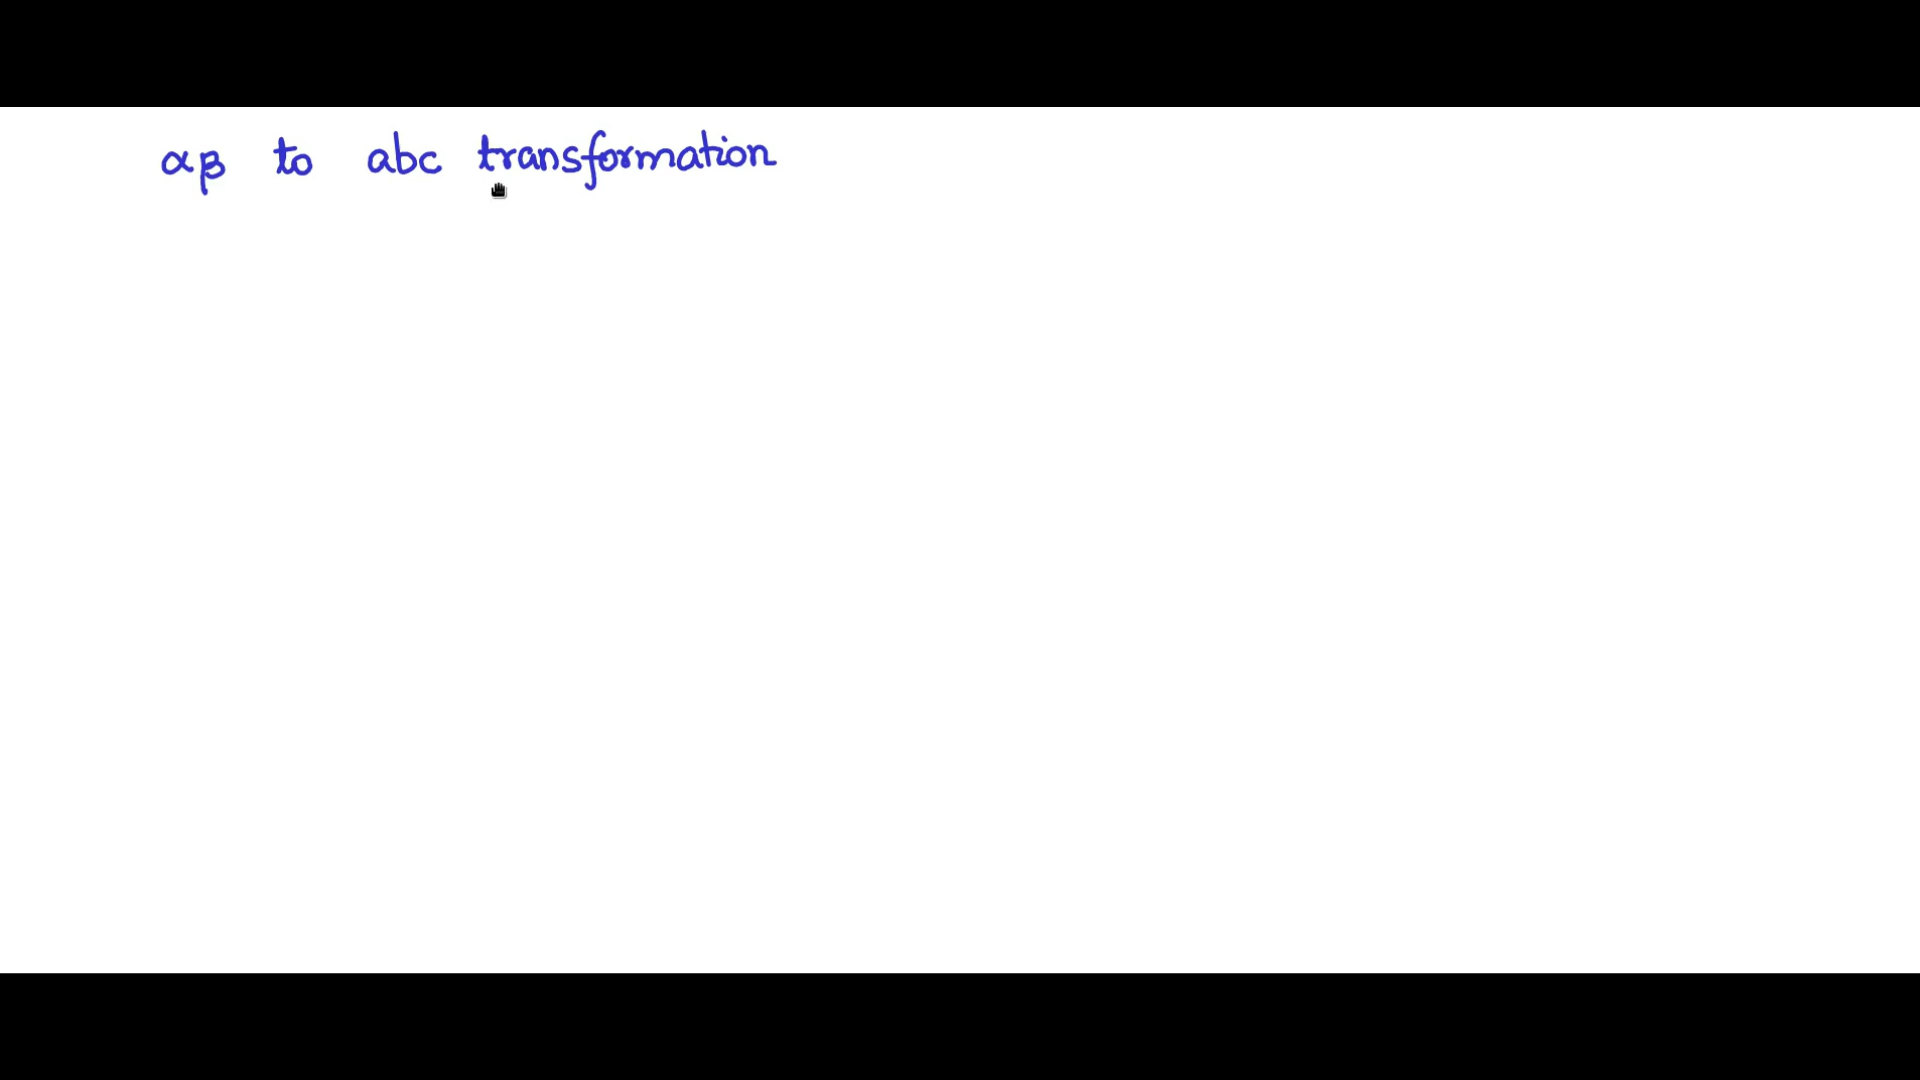 αβ to abc transformation